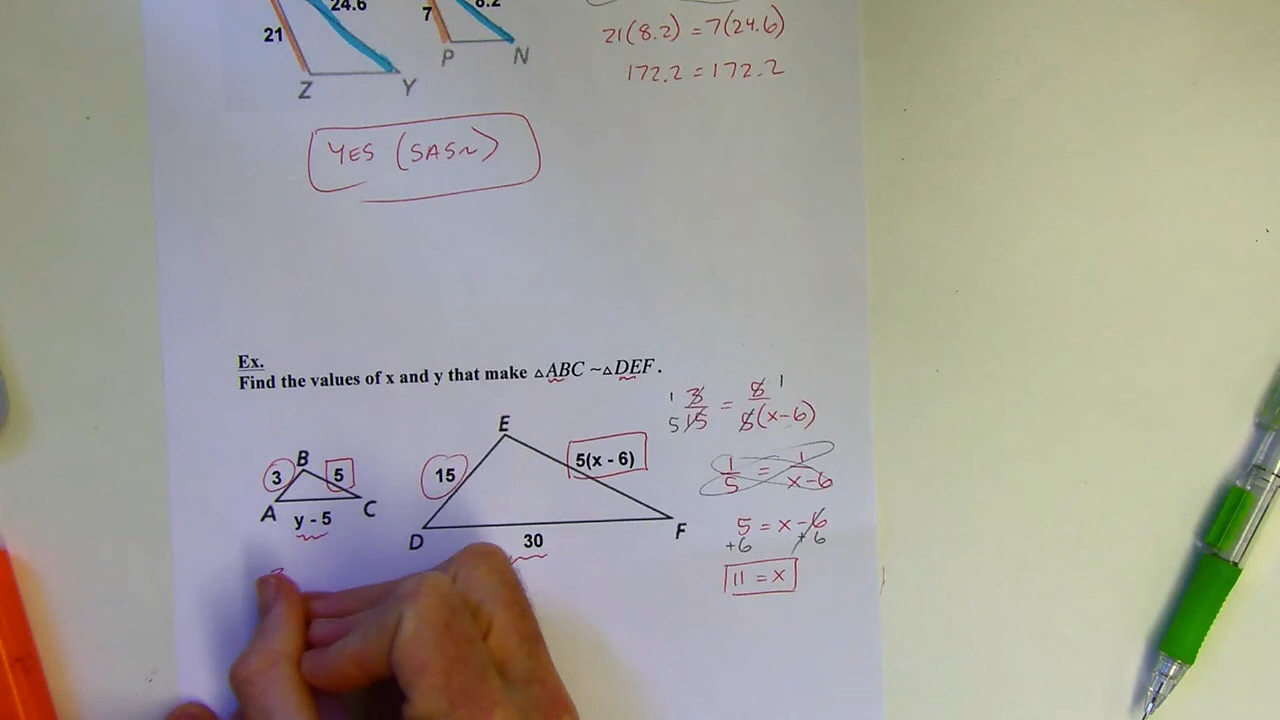 24.6
21
Z
Y
7
8.2
P
N
21(8.2) = 7(24.6)
172.2 = 172.2
YES (SAS~)
Ex.
Find the values of x and y that make △ABC ~ △DEF.
B
3
5
A
C
y - 5
E
15
5(x - 6)
D
F
30
1 3/15 5 = 5/5(x-6) 1
1/5 = 1/x-6
5 = x - 6
+6 +6
11 = x